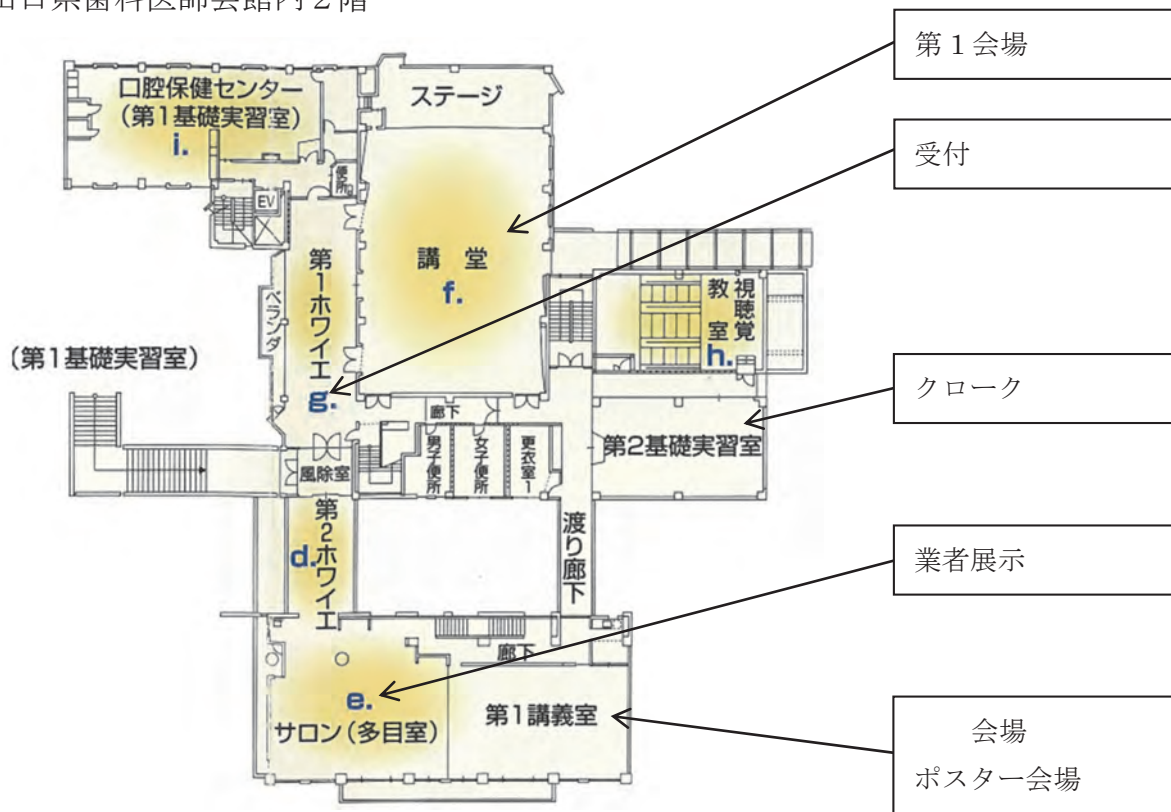 山口県歯科医師会館内2階
第1会場
受付
クローク
業者展示
会場
ポスター会場
口腔保健センター
(第1基礎実習室)
i.
ステージ
便所
EV
講堂
f.
第1ホワイエ
g.
ベランダ
(第1基礎実習室)
視聴覚
教室
h.
廊下
第2基礎実習室
男子便所
女子便所
更衣室1
風除室
第2ホワイエ
d.
渡り廊下
廊下
e.
サロン(多目室)
第1講義室